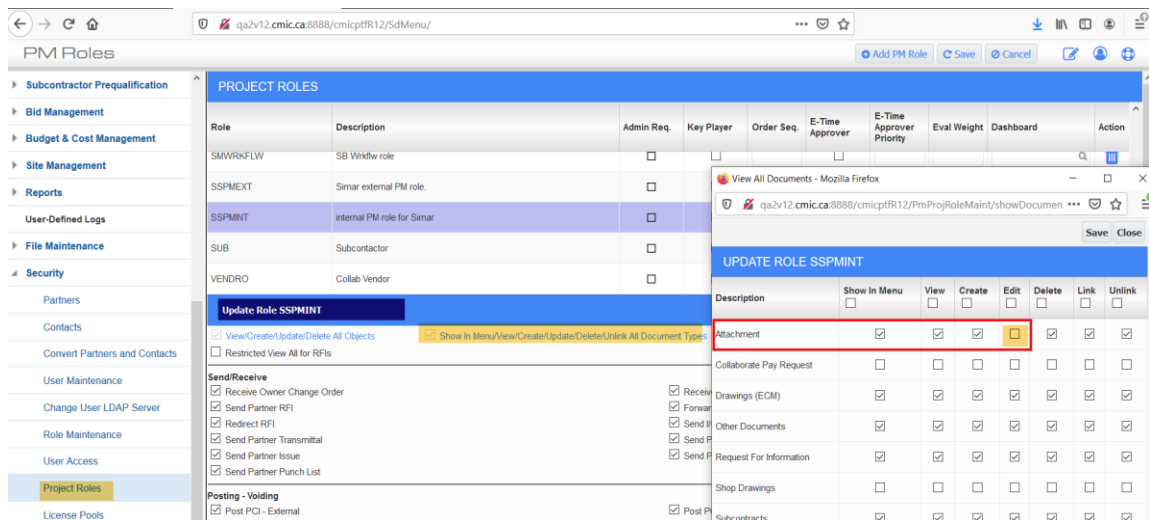 qa2v12.cmic.ca:8888/cmicptfR12/SdMenu/
PM Roles
Add PM Role
Save
Cancel
Subcontractor Prequalification
Bid Management
Budget & Cost Management
Site Management
Reports
User-Defined Logs
File Maintenance
Security
Partners
Contacts
Convert Partners and Contacts
User Maintenance
Change User LDAP Server
Role Maintenance
User Access
Project Roles
License Pools
PROJECT ROLES
Role Description Admin Req. Key Player Order Seq. E-Time Approver E-Time Approver Priority Eval Weight Dashboard Action
SMWRKFLW SB Wrkflw role
SSPMEXT Simar external PM role.
SSPMINT internal PM role for Simar
SUB Subcontactor
VENDRO Collab Vendor
Update Role SSPMINT
View/Create/Update/Delete All Objects Show In Menu/View/Create/Update/Delete/Unlink All Document Types
Restricted View All for RFIs
Send/Receive
Receive Owner Change Order
Send Partner RFI
Redirect RFI
Send Partner Transmittal
Send Partner Issue
Send Partner Punch List
Posting - Voiding
Post PCI - External
View All Documents - Mozilla Firefox
qa2v12.cmic.ca:8888/cmicptfR12/PmProjRoleMaint/showDocumen
Save Close
UPDATE ROLE SSPMINT
Description Show In Menu View Create Edit Delete Link Unlink
Attachment
Collaborate Pay Request
Drawings (ECM)
Other Documents
Request For Information
Shop Drawings
Subcontracts